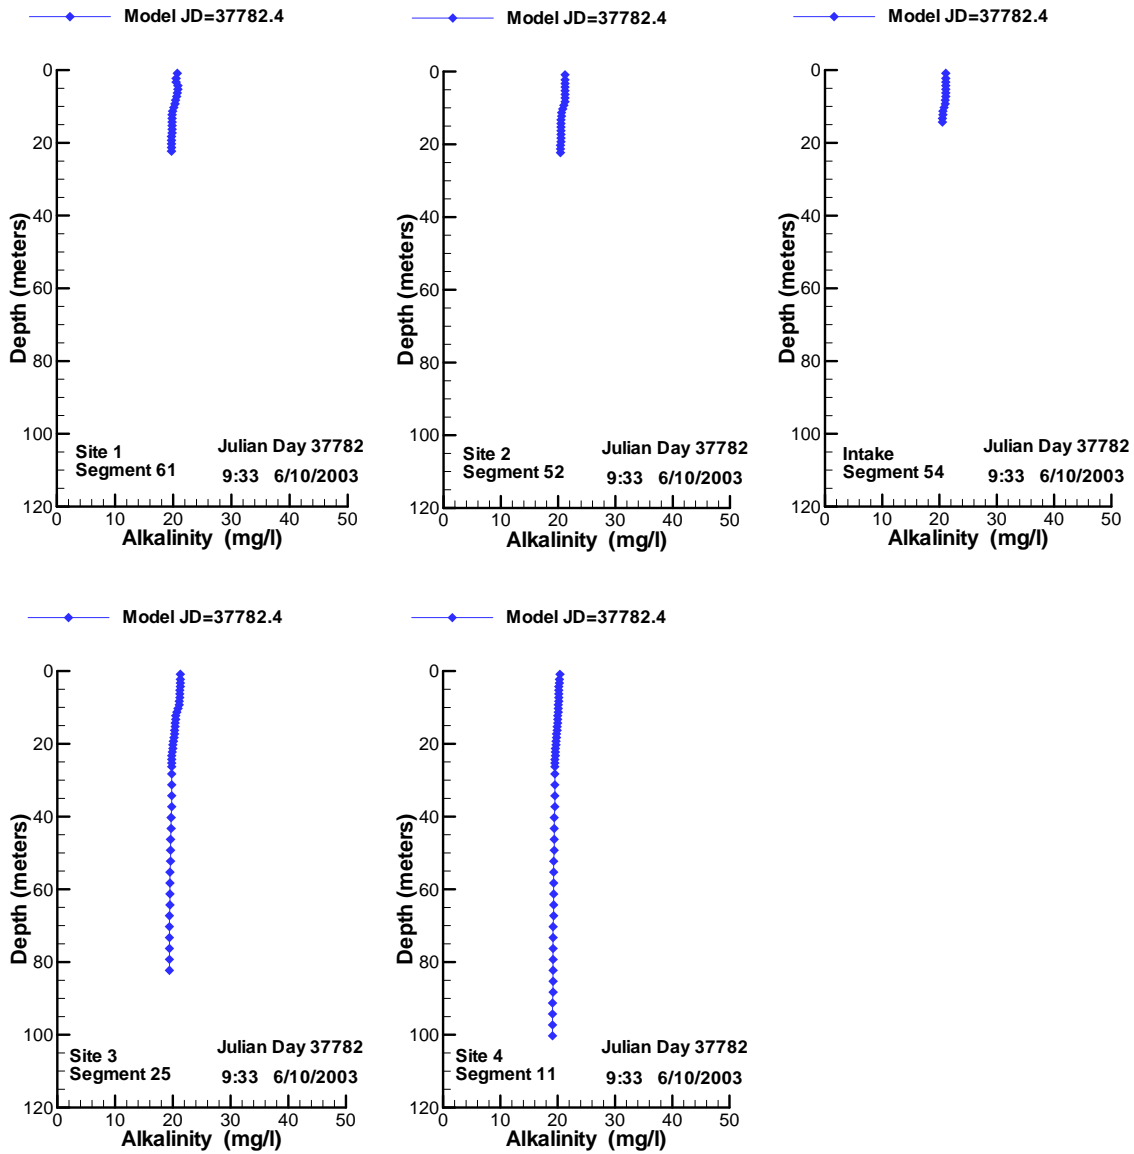 Model JD=37782.4
0
20
40
60
80
100
120
Depth (meters)
Site 1
Segment 61
Julian Day 37782
9:33 6/10/2003
0 10 20 30 40 50
Alkalinity (mg/l)
Model JD=37782.4
0
20
40
60
80
100
120
Depth (meters)
Site 2
Segment 52
Julian Day 37782
9:33 6/10/2003
0 10 20 30 40 50
Alkalinity (mg/l)
Model JD=37782.4
0
20
40
60
80
100
120
Depth (meters)
Intake
Segment 54
Julian Day 37782
9:33 6/10/2003
0 10 20 30 40 50
Alkalinity (mg/l)
Model JD=37782.4
0
20
40
60
80
100
120
Depth (meters)
Site 3
Segment 25
Julian Day 37782
9:33 6/10/2003
0 10 20 30 40 50
Alkalinity (mg/l)
Model JD=37782.4
0
20
40
60
80
100
120
Depth (meters)
Site 4
Segment 11
Julian Day 37782
9:33 6/10/2003
0 10 20 30 40 50
Alkalinity (mg/l)